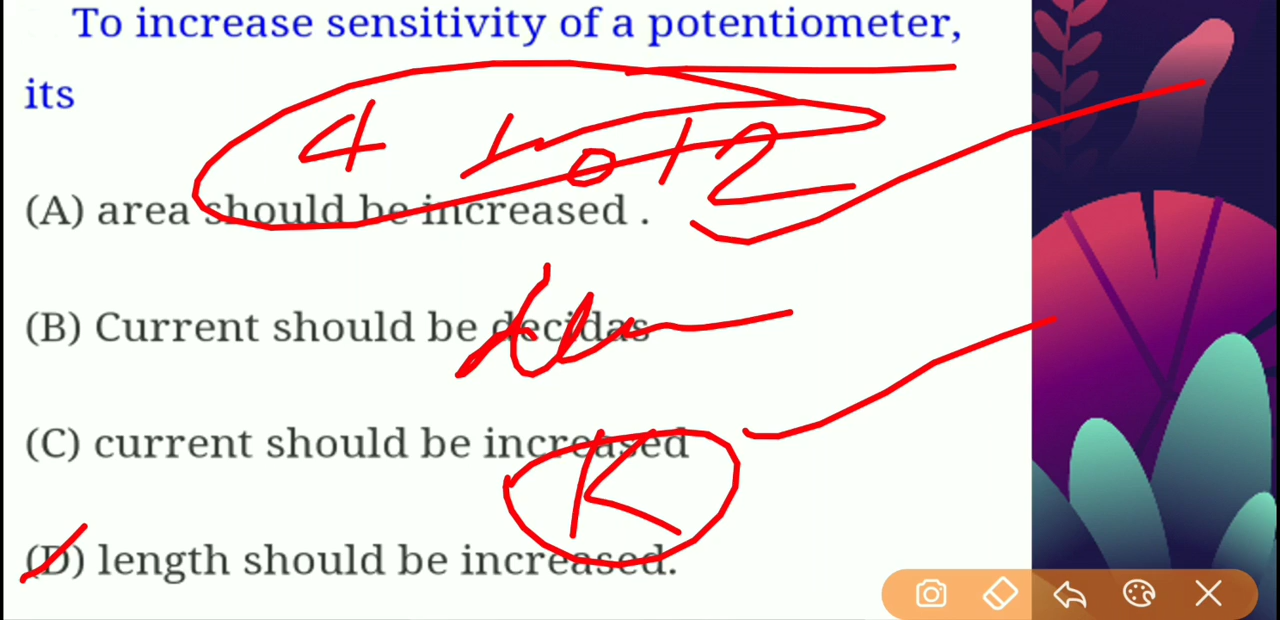 To increase sensitivity of a potentiometer,
its
(A) area should be increased .
(B) Current should be decidas
(C) current should be increased
K
(D) length should be increased.